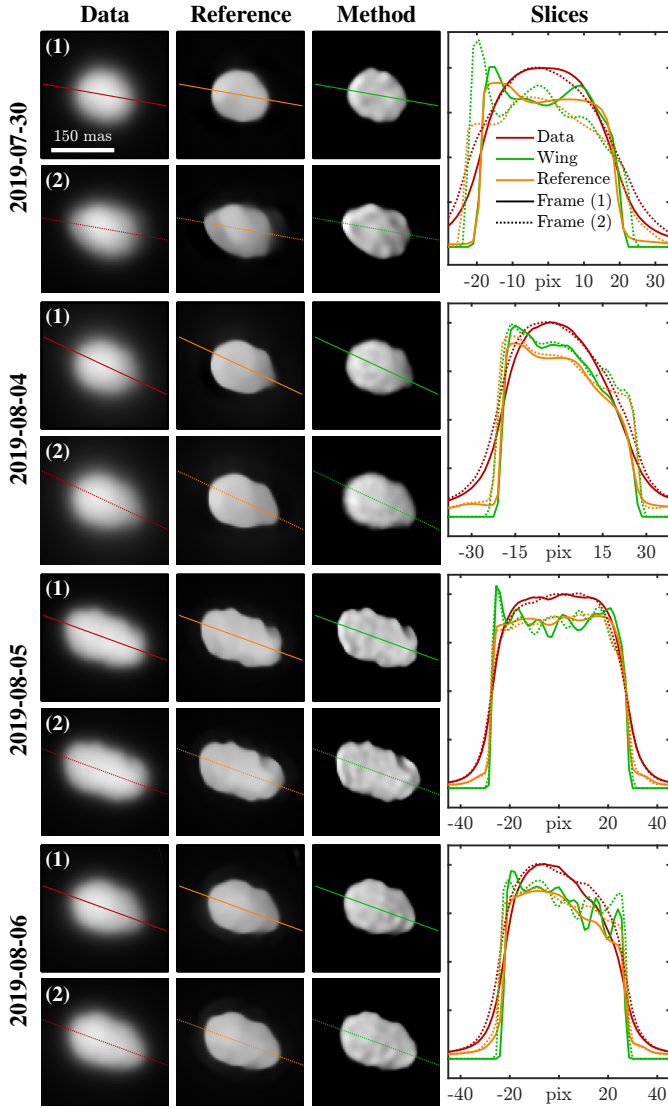 Data Reference Method Slices
2019-07-30
(1)
150 mas
(2)
Data
Wing
Reference
Frame (1)
Frame (2)
-20 -10 pix 10 20 30
2019-08-04
(1)
(2)
-30 -15 pix 15 30
2019-08-05
(1)
(2)
-40 -20 pix 20 40
2019-08-06
(1)
(2)
-40 -20 pix 20 40